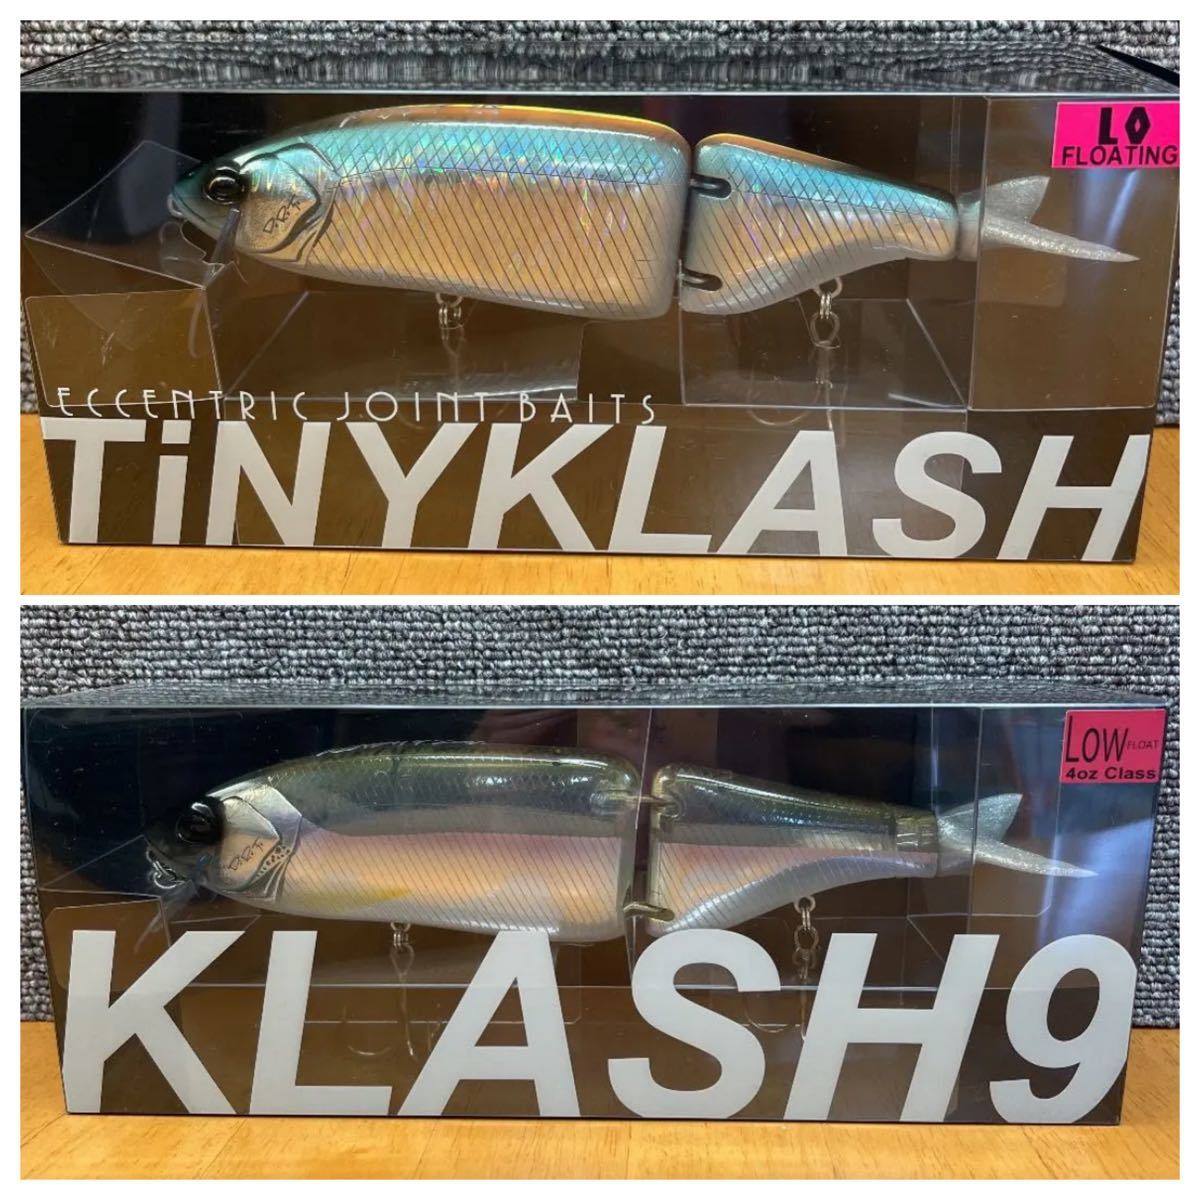 LO
FLOATING
D.R.T.
ECCENTRIC JOINT BAITS
TiNYKLASH
LOW FLOAT
4oz Class
D.R.T.
KLASH9